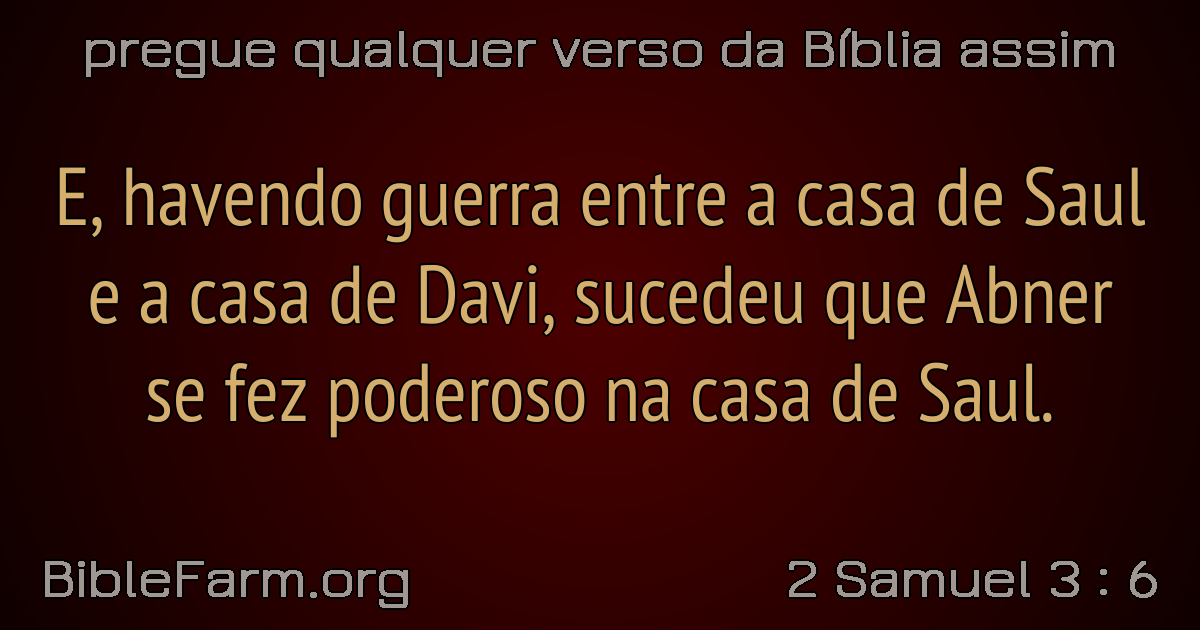 pregue qualquer verso da Bíblia assim
E, havendo guerra entre a casa de Saul
e a casa de Davi, sucedeu que Abner
se fez poderoso na casa de Saul.
BibleFarm.org
2 Samuel 3 : 6